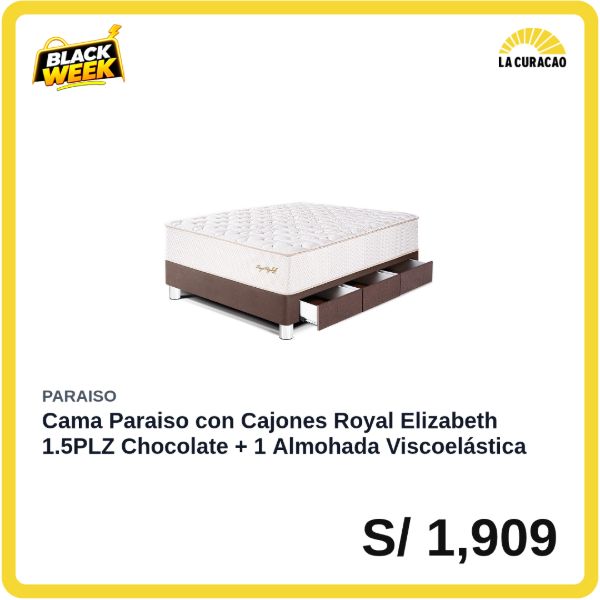 BLACK
WEEK
LA CURACAO
PARAISO
Cama Paraiso con Cajones Royal Elizabeth
1.5PLZ Chocolate + 1 Almohada Viscoelástica
S/ 1,909